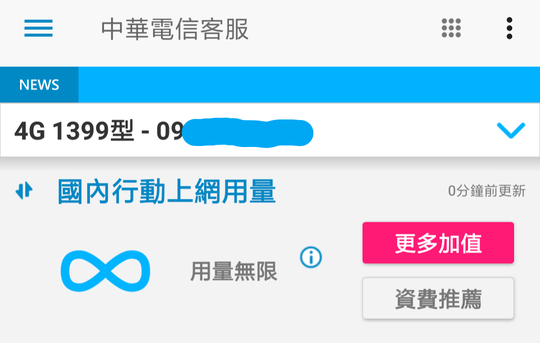 中華電信客服
NEWS
4G 1399型 - 09
國內行動上網用量
0分鐘前更新
用量無限
更多加值
資費推薦